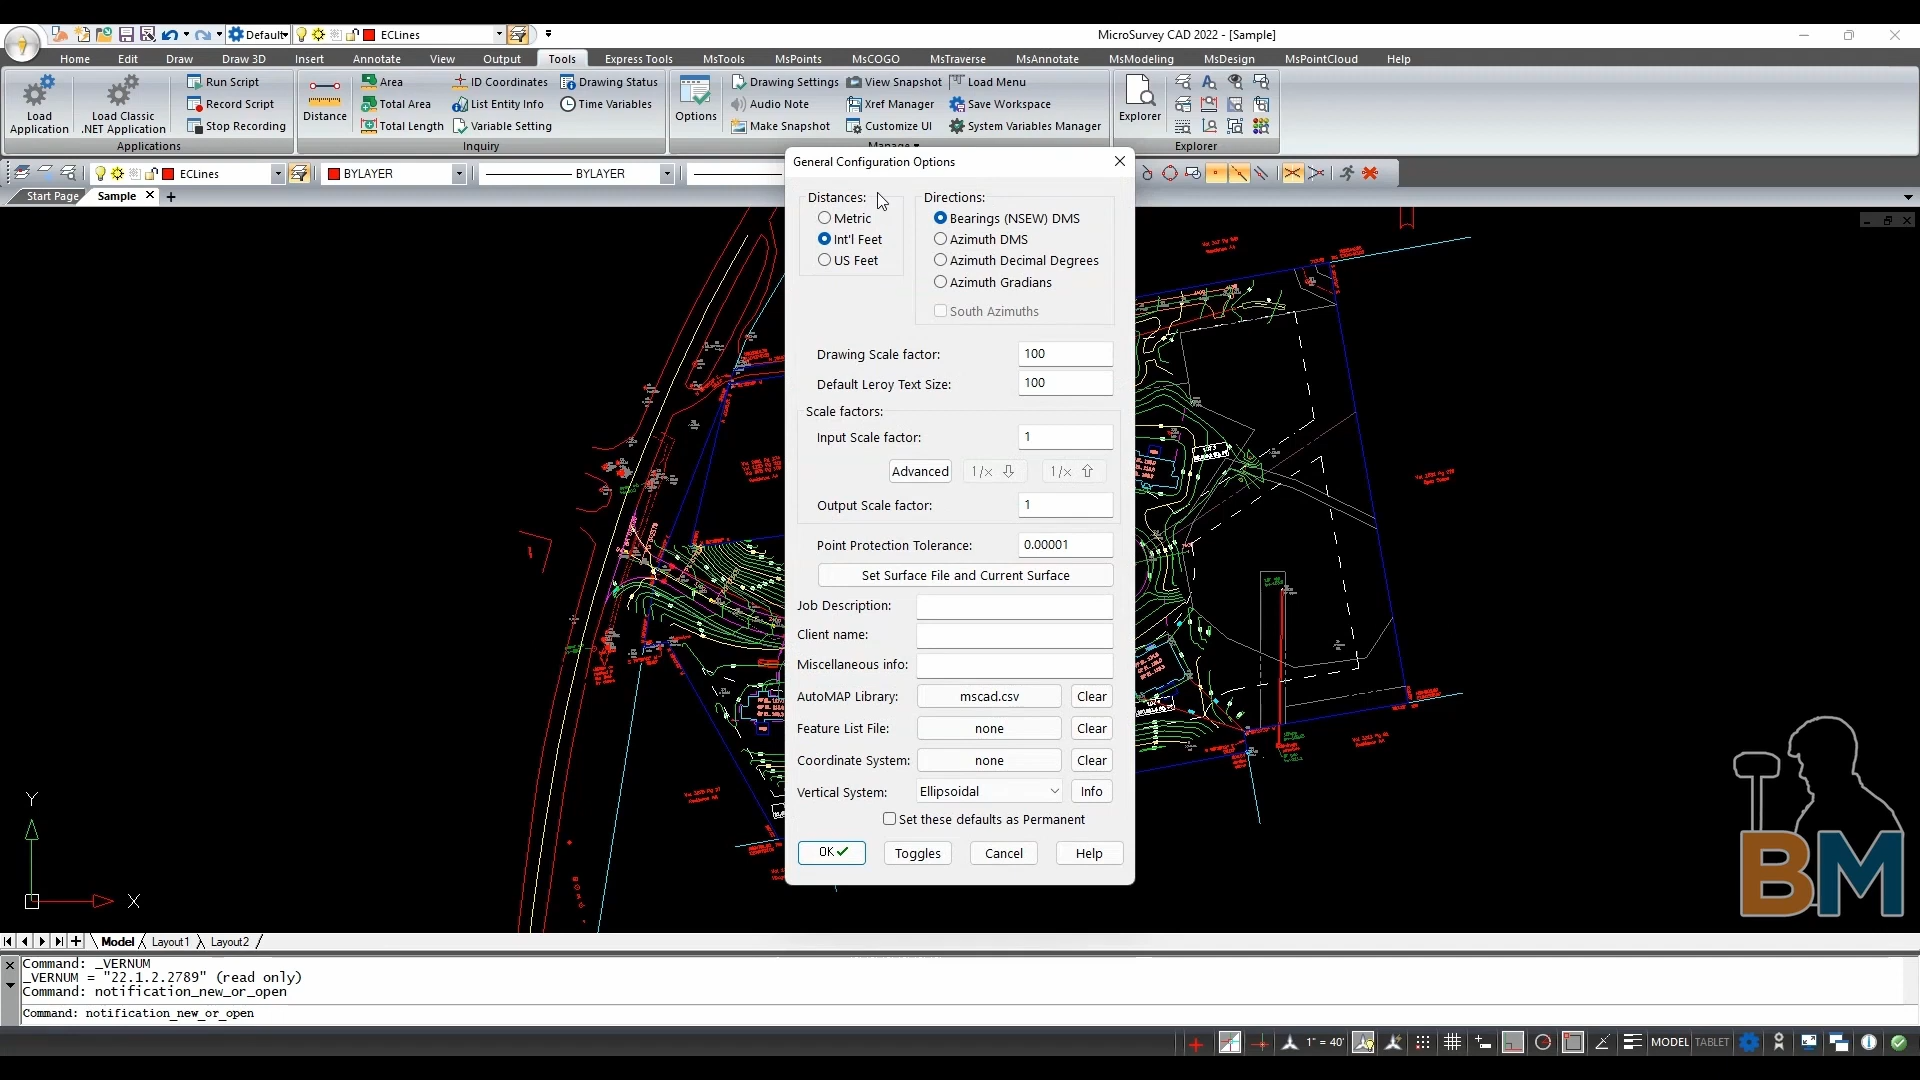 Default
ECLines
MicroSurvey CAD 2022 - [Sample]
Home Edit Draw Draw 3D Insert Annotate View Output Tools Express Tools MsTools MsPoints MsCOGO MsTraverse MsAnnotate MsModeling MsDesign MsPointCloud Help
Load Application
Load Classic .NET Application
Run Script
Record Script
Stop Recording
Applications
Distance
Area
Total Area
Total Length
ID Coordinates
List Entity Info
Variable Setting
Drawing Status
Time Variables
Inquiry
Options
Drawing Settings
Audio Note
Make Snapshot
View Snapshot
Xref Manager
Customize UI
Load Menu
Save Workspace
System Variables Manager
Manage
Explorer
Explorer
ECLines
BYLAYER
BYLAYER
Start Page
Sample
General Configuration Options
Distances:
Metric
Int'l Feet
US Feet
Directions:
Bearings (NSEW) DMS
Azimuth DMS
Azimuth Decimal Degrees
Azimuth Gradians
South Azimuths
Drawing Scale factor: 100
Default Leroy Text Size: 100
Scale factors:
Input Scale factor: 1
Advanced 1/x 1/x
Output Scale factor: 1
Point Protection Tolerance: 0.00001
Set Surface File and Current Surface
Job Description:
Client name:
Miscellaneous info:
AutoMAP Library: mscad.csv Clear
Feature List File: none Clear
Coordinate System: none Clear
Vertical System: Ellipsoidal Info
Set these defaults as Permanent
OK Toggles Cancel Help
Y
X
BM
Model Layout1 Layout2
Command: _VERNUM
_VERNUM = "22.1.2.2789" (read only)
Command: notification_new_or_open
Command: notification_new_or_open
1" = 40'
MODEL TABLET